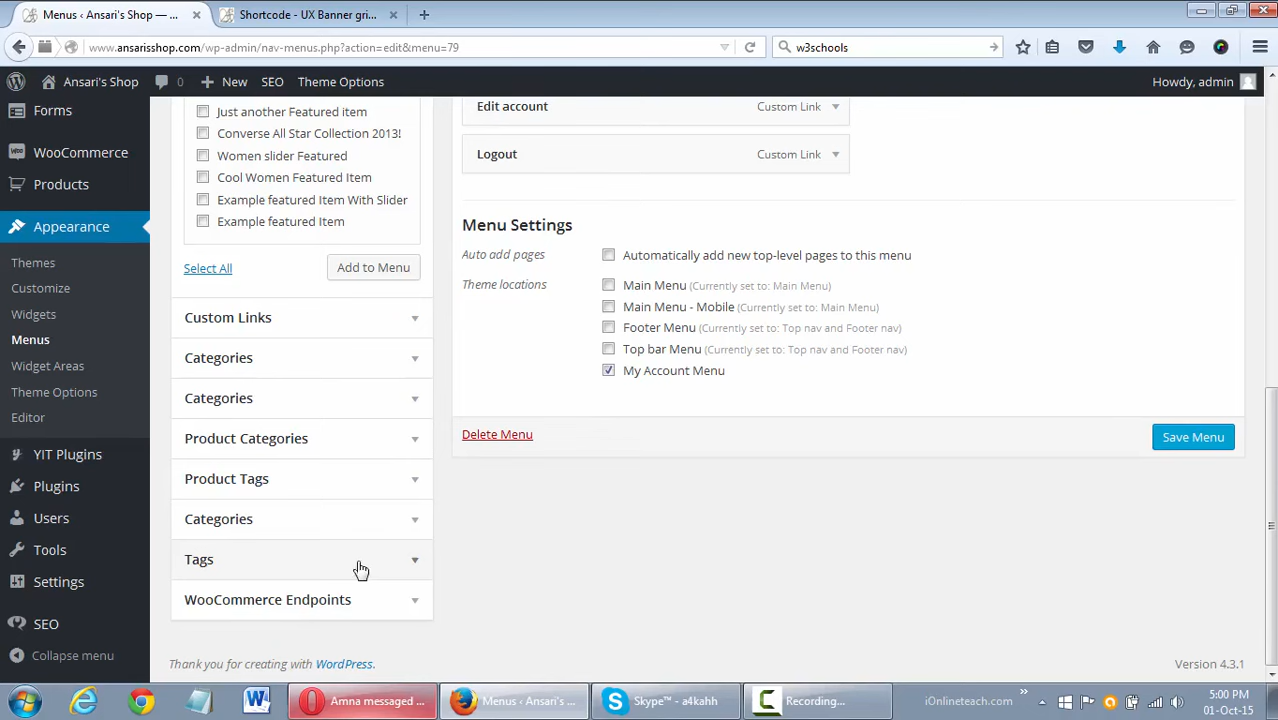 Menus ‹ Ansari's Shop — ...
Shortcode - UX Banner gri...
www.ansarisshop.com/wp-admin/nav-menus.php?action=edit&menu=79
w3schools
Ansari's Shop
0
New
SEO
Theme Options
Howdy, admin
Forms
WooCommerce
Products
Appearance
Themes
Customize
Widgets
Menus
Widget Areas
Theme Options
Editor
YIT Plugins
Plugins
Users
Tools
Settings
SEO
Collapse menu
Just another Featured item
Converse All Star Collection 2013!
Women slider Featured
Cool Women Featured Item
Example featured Item With Slider
Example featured Item
Select All
Add to Menu
Custom Links
Categories
Categories
Product Categories
Product Tags
Categories
Tags
WooCommerce Endpoints
Edit account
Custom Link
Logout
Custom Link
Menu Settings
Auto add pages
Automatically add new top-level pages to this menu
Theme locations
Main Menu (Currently set to: Main Menu)
Main Menu - Mobile (Currently set to: Main Menu)
Footer Menu (Currently set to: Top nav and Footer nav)
Top bar Menu (Currently set to: Top nav and Footer nav)
My Account Menu
Delete Menu
Save Menu
Thank you for creating with WordPress.
Version 4.3.1
Amna messaged ...
Menus ‹ Ansari's ...
Skype™ - a4kahh
Recording...
iOnlineteach.com
5:00 PM
01-Oct-15